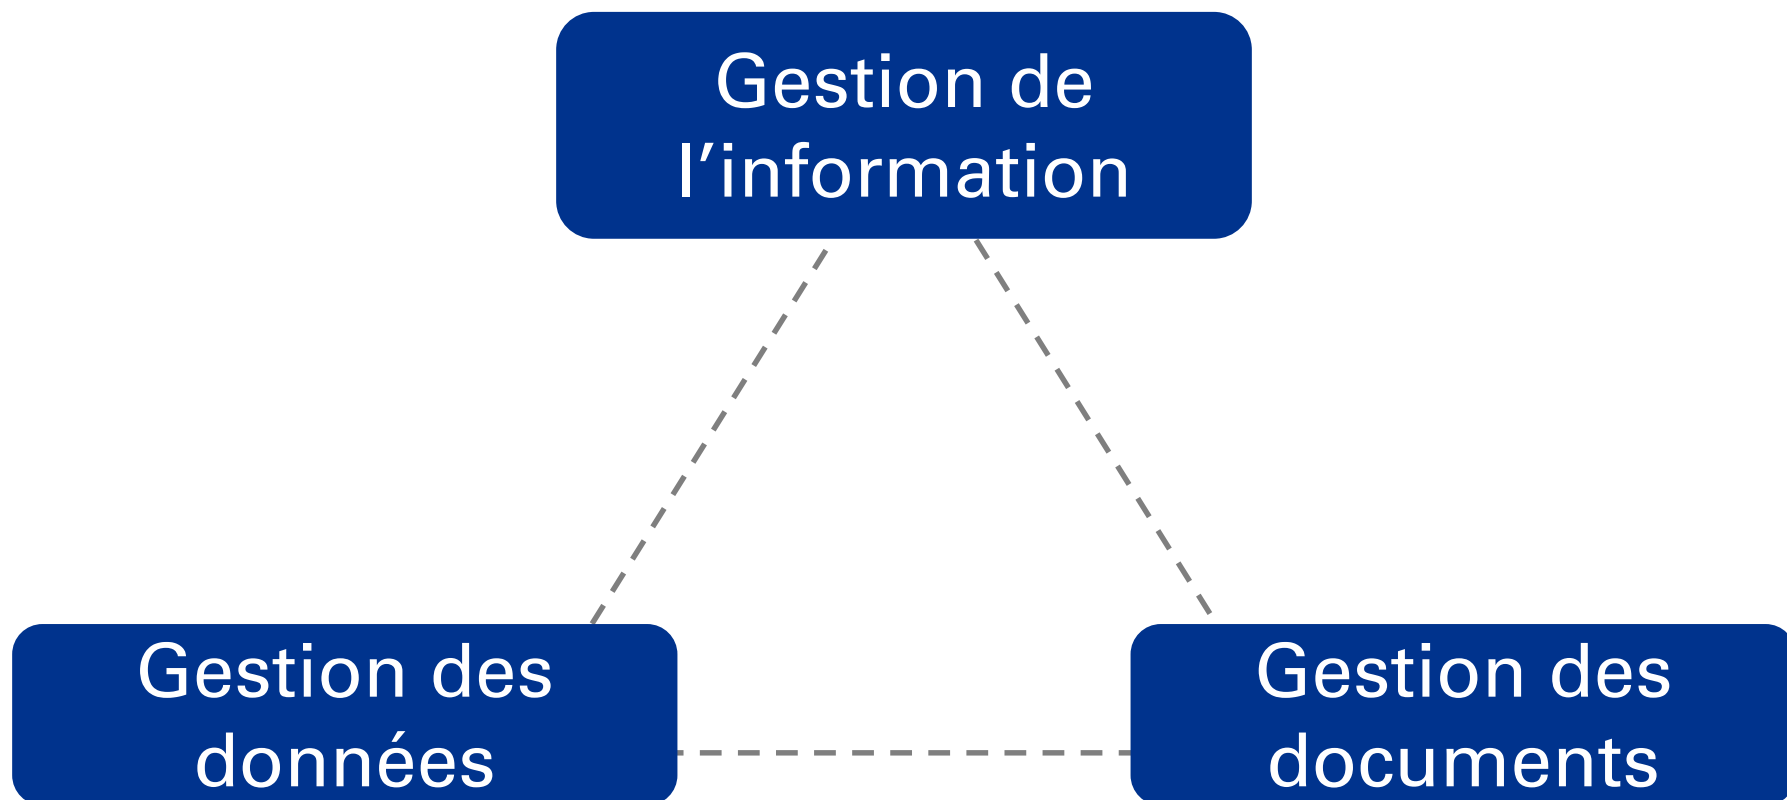 Gestion de
l’information
Gestion des
données
Gestion des
documents